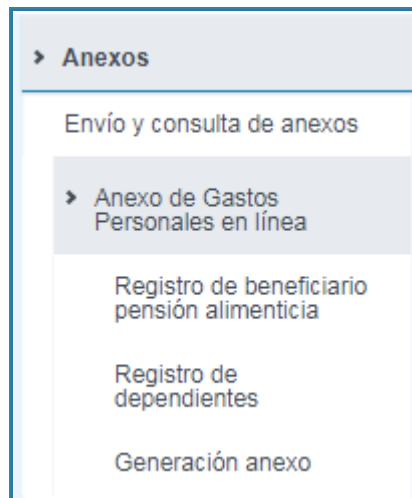 Anexos
Envío y consulta de anexos
Anexo de Gastos
Personales en línea
Registro de beneficiario
pensión alimenticia
Registro de
dependientes
Generación anexo